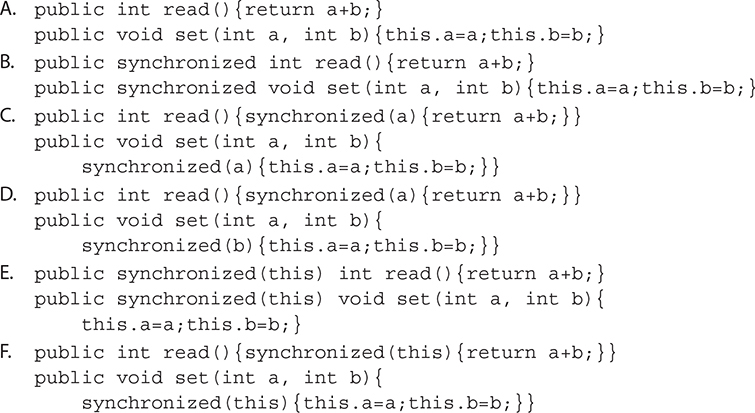 A. public int read(){return a+b;}
public void set(int a, int b){this.a=a;this.b=b;}
B. public synchronized int read(){return a+b;}
public synchronized void set(int a, int b){this.a=a;this.b=b;}
C. public int read(){synchronized(a){return a+b;}}
public void set(int a, int b){
synchronized(a){this.a=a;this.b=b;}}
D. public int read(){synchronized(a){return a+b;}}
public void set(int a, int b){
synchronized(b){this.a=a;this.b=b;}}
E. public synchronized(this) int read(){return a+b;}
public synchronized(this) void set(int a, int b){
this.a=a;this.b=b;}
F. public int read(){synchronized(this){return a+b;}}
public void set(int a, int b){
synchronized(this){this.a=a;this.b=b;}}